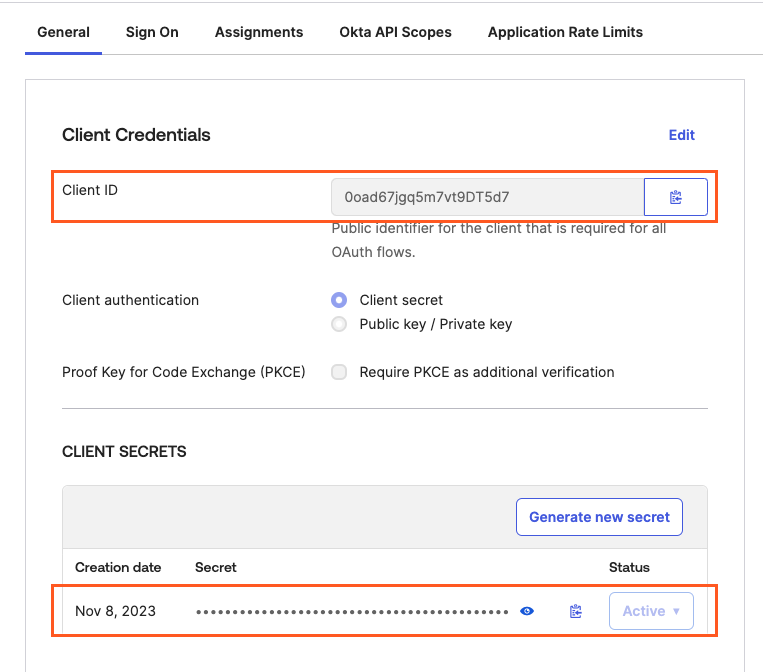 General Sign On Assignments Okta API Scopes Application Rate Limits
Client Credentials Edit
Client ID 0oad67jgq5m7vt9DT5d7
Public identifier for the client that is required for all
OAuth flows.
Client authentication Client secret
Public key / Private key
Proof Key for Code Exchange (PKCE) Require PKCE as additional verification
CLIENT SECRETS
Generate new secret
Creation date Secret Status
Nov 8, 2023 Active